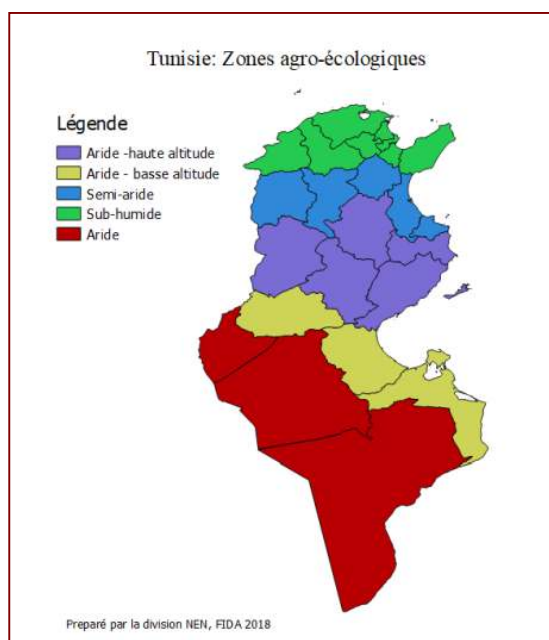 Tunisie: Zones agro-écologiques
Légende
Aride -haute altitude
Aride - basse altitude
Semi-aride
Sub-humide
Aride
Preparé par la division NEN, FIDA 2018